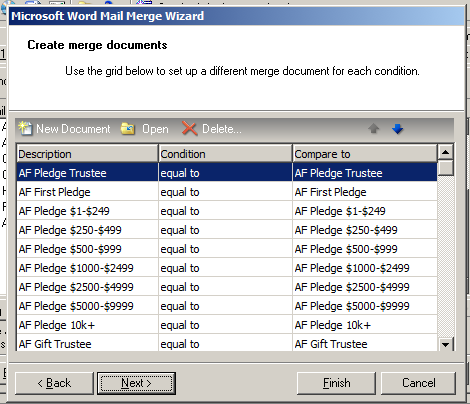 Microsoft Word Mail Merge Wizard
Create merge documents
Use the grid below to set up a different merge document for each condition.
New Document Open Delete...
Description Condition Compare to
AF Pledge Trustee equal to AF Pledge Trustee
AF First Pledge equal to AF First Pledge
AF Pledge $1-$249 equal to AF Pledge $1-$249
AF Pledge $250-$499 equal to AF Pledge $250-$499
AF Pledge $500-$999 equal to AF Pledge $500-$999
AF Pledge $1000-$2499 equal to AF Pledge $1000-$2499
AF Pledge $2500-$4999 equal to AF Pledge $2500-$4999
AF Pledge $5000-$9999 equal to AF Pledge $5000-$9999
AF Pledge 10k+ equal to AF Pledge 10k+
AF Gift Trustee equal to AF Gift Trustee
< Back Next > Finish Cancel